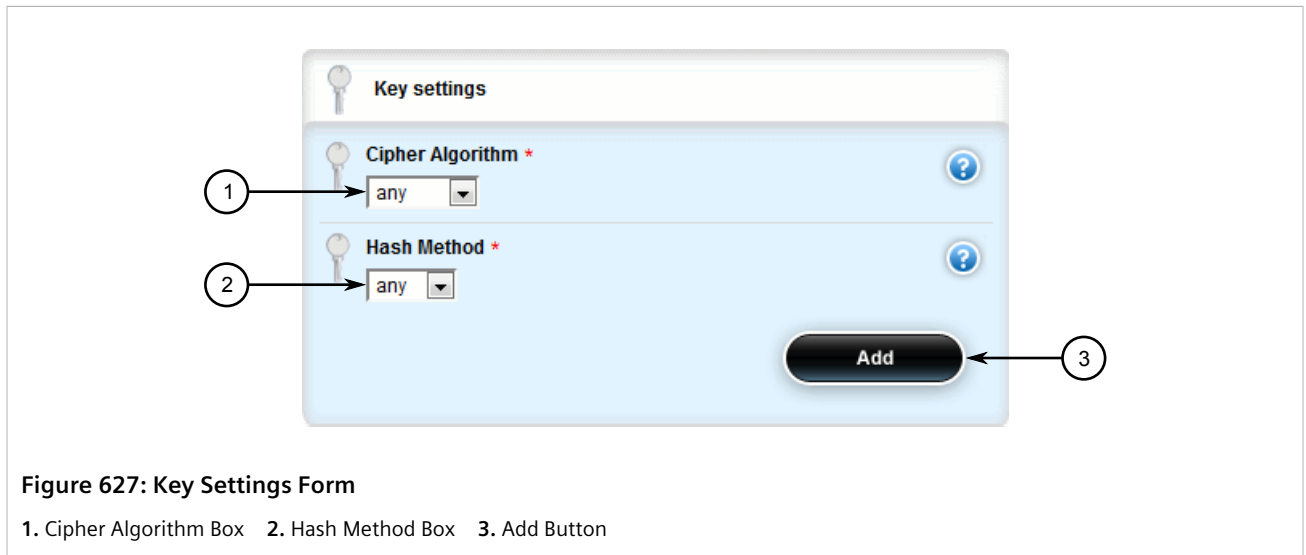 Key settings
Cipher Algorithm *
?
1
any
Hash Method *
?
2
any
Add
3
Figure 627: Key Settings Form
1. Cipher Algorithm Box 2. Hash Method Box 3. Add Button